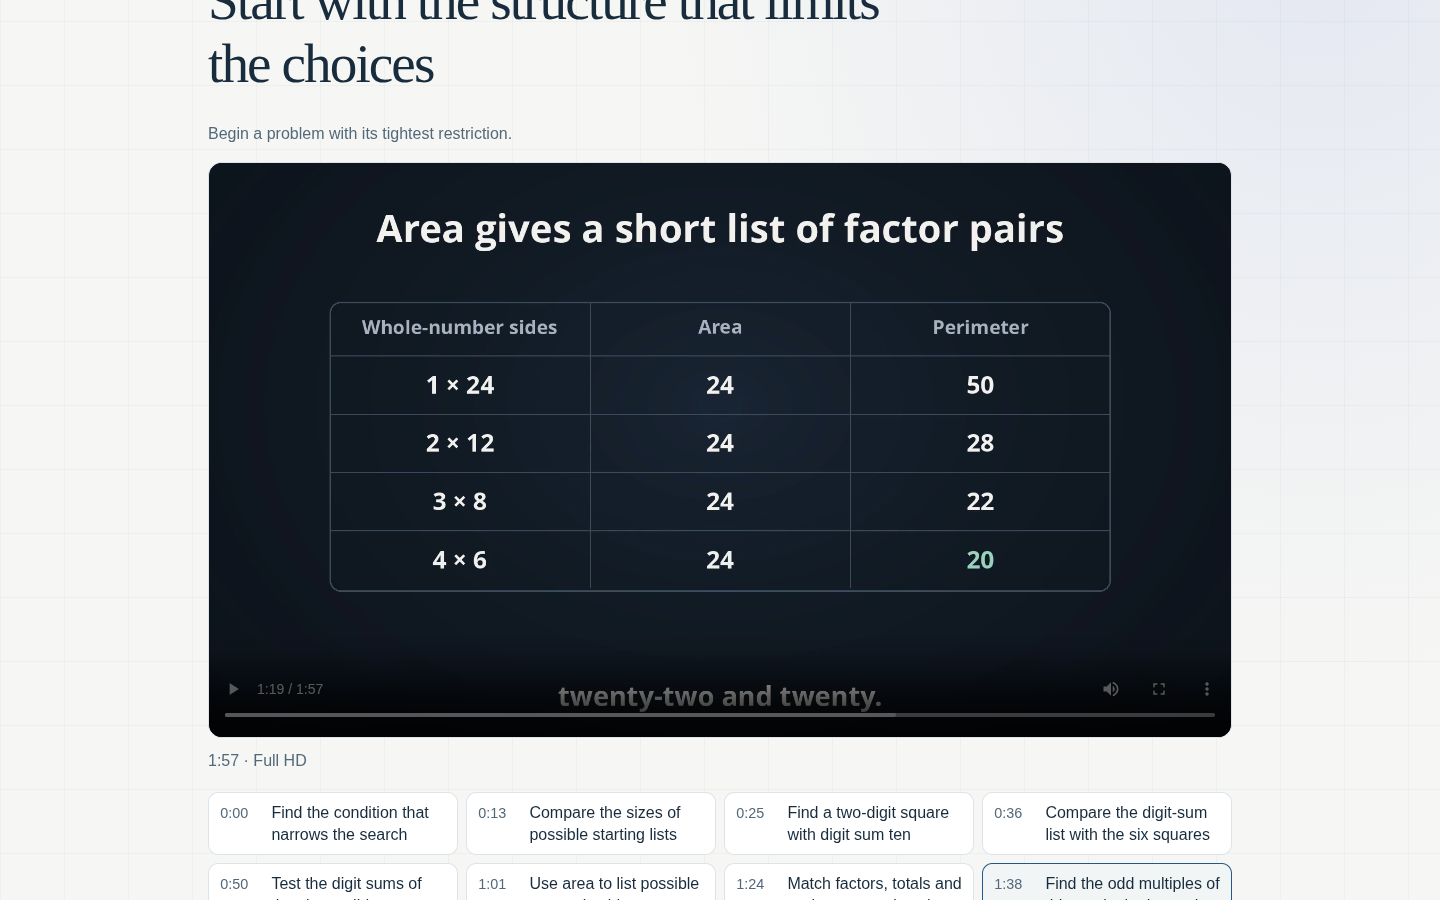 Start with the structure that limits
the choices
Begin a problem with its tightest restriction.
Area gives a short list of factor pairs
Whole-number sides Area Perimeter
1 × 24 24 50
2 × 12 24 28
3 × 8 24 22
4 × 6 24 20
twenty-two and twenty.
1:19 / 1:57
1:57 · Full HD
0:00 Find the condition that
narrows the search
0:13 Compare the sizes of
possible starting lists
0:25 Find a two-digit square
with digit sum ten
0:36 Compare the digit-sum
list with the six squares
0:50 Test the digit sums of
1:01 Use area to list possible
1:24 Match factors, totals and
1:38 Find the odd multiples of